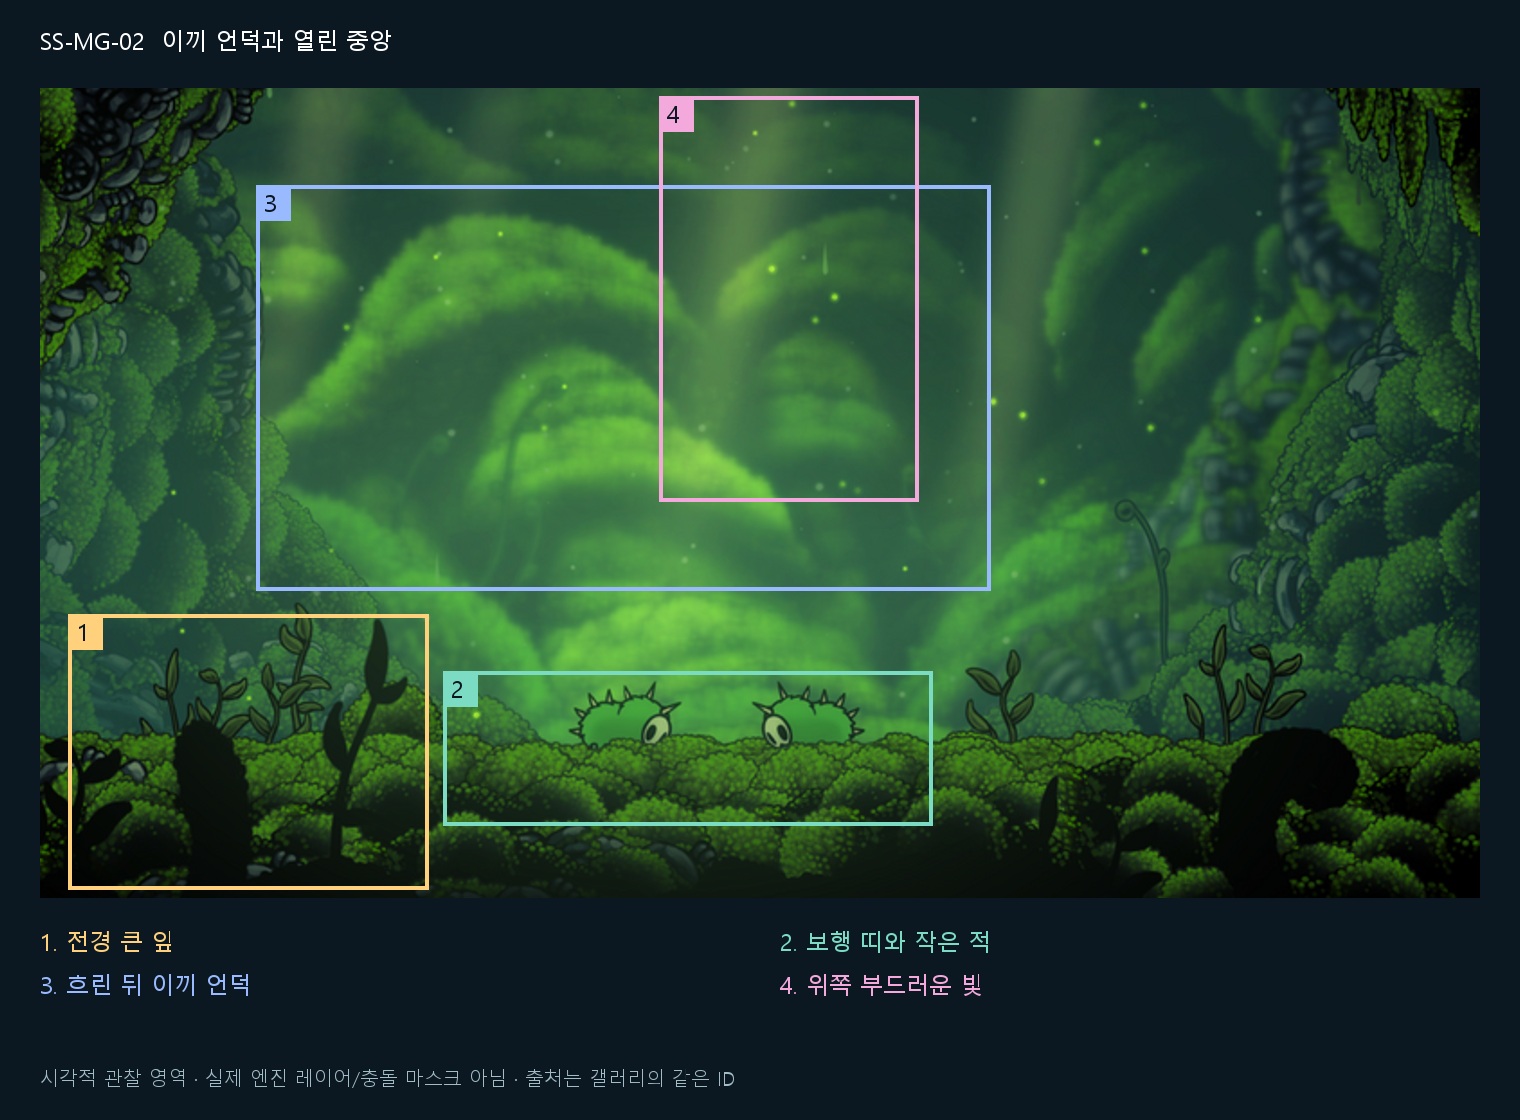 SS-MG-02 이끼 언덕과 열린 중앙
4
3
1
2
1. 전경 큰 잎
2. 보행 띠와 작은 적
3. 흐린 뒤 이끼 언덕
4. 위쪽 부드러운 빛
시각적 관찰 영역 · 실제 엔진 레이어/충돌 마스크 아님 · 출처는 갤러리의 같은 ID